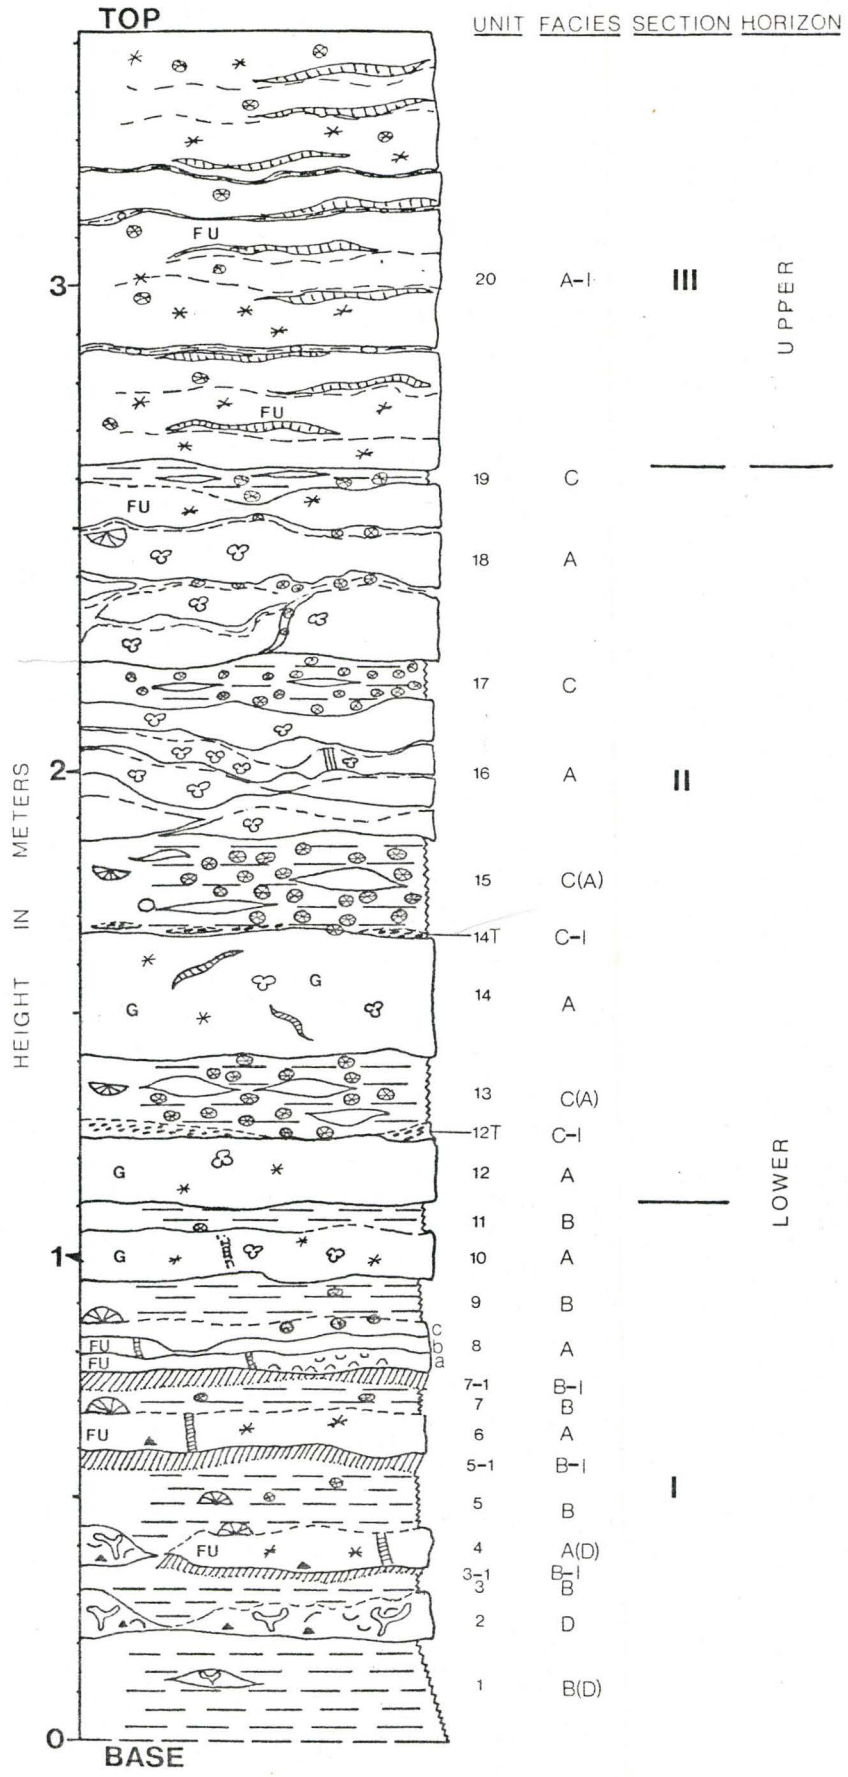 TOP
UNIT FACIES SECTION HORIZON
FU
3 20 A-I III
UPPER
FU
19 C
FU
18 A
17 C
2 16 A II
15 C(A)
14T C-I
G
14 A
G
13 C(A)
12T C-I
G 12 A
LOWER
11 B
1 G 10 A
9 B
c
FU b 8 A
FU a
7-1 B-I
7 B
FU 6 A
5-1 B-I
I
5 B
FU 4 A(D)
3-1 B-I
3 B
2 D
1 B(D)
0
BASE
HEIGHT IN METERS